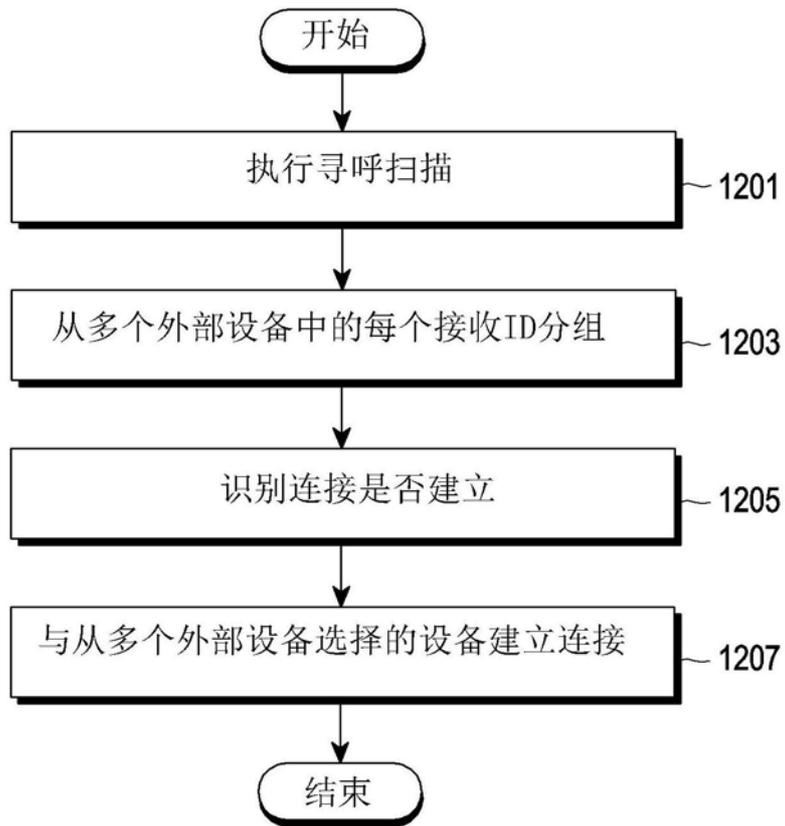 开始
执行寻呼扫描
1201
从多个外部设备中的每个接收ID分组
1203
识别连接是否建立
1205
与从多个外部设备选择的设备建立连接
1207
结束